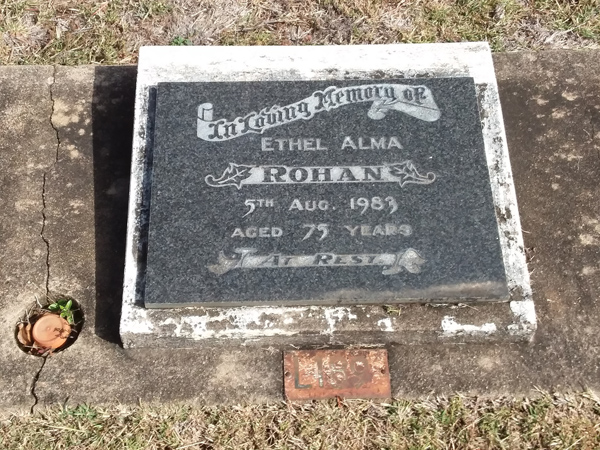 In Loving Memory of
ETHEL ALMA
ROHAN
5TH AUG. 1983
AGED 75 YEARS
AT REST